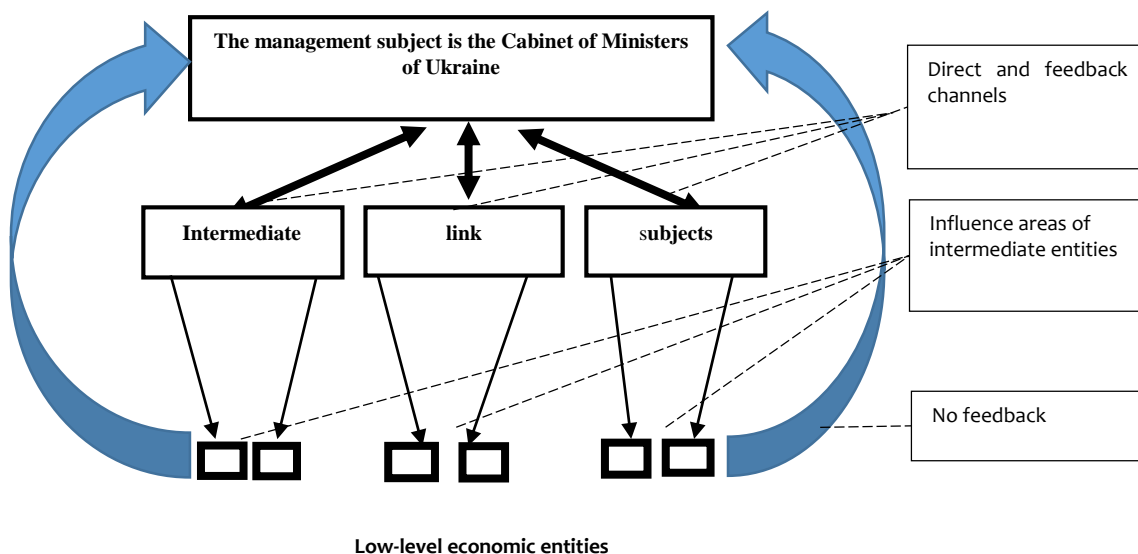 The management subject is the Cabinet of Ministers
of Ukraine
Direct and feedback
channels
Intermediate
link
subjects
Influence areas of
intermediate entities
No feedback
Low-level economic entities